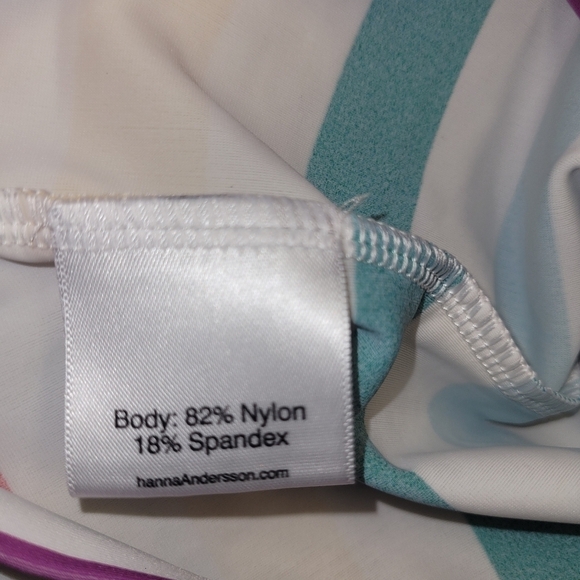 Body: 82% Nylon
18% Spandex
hannaAndersson.com